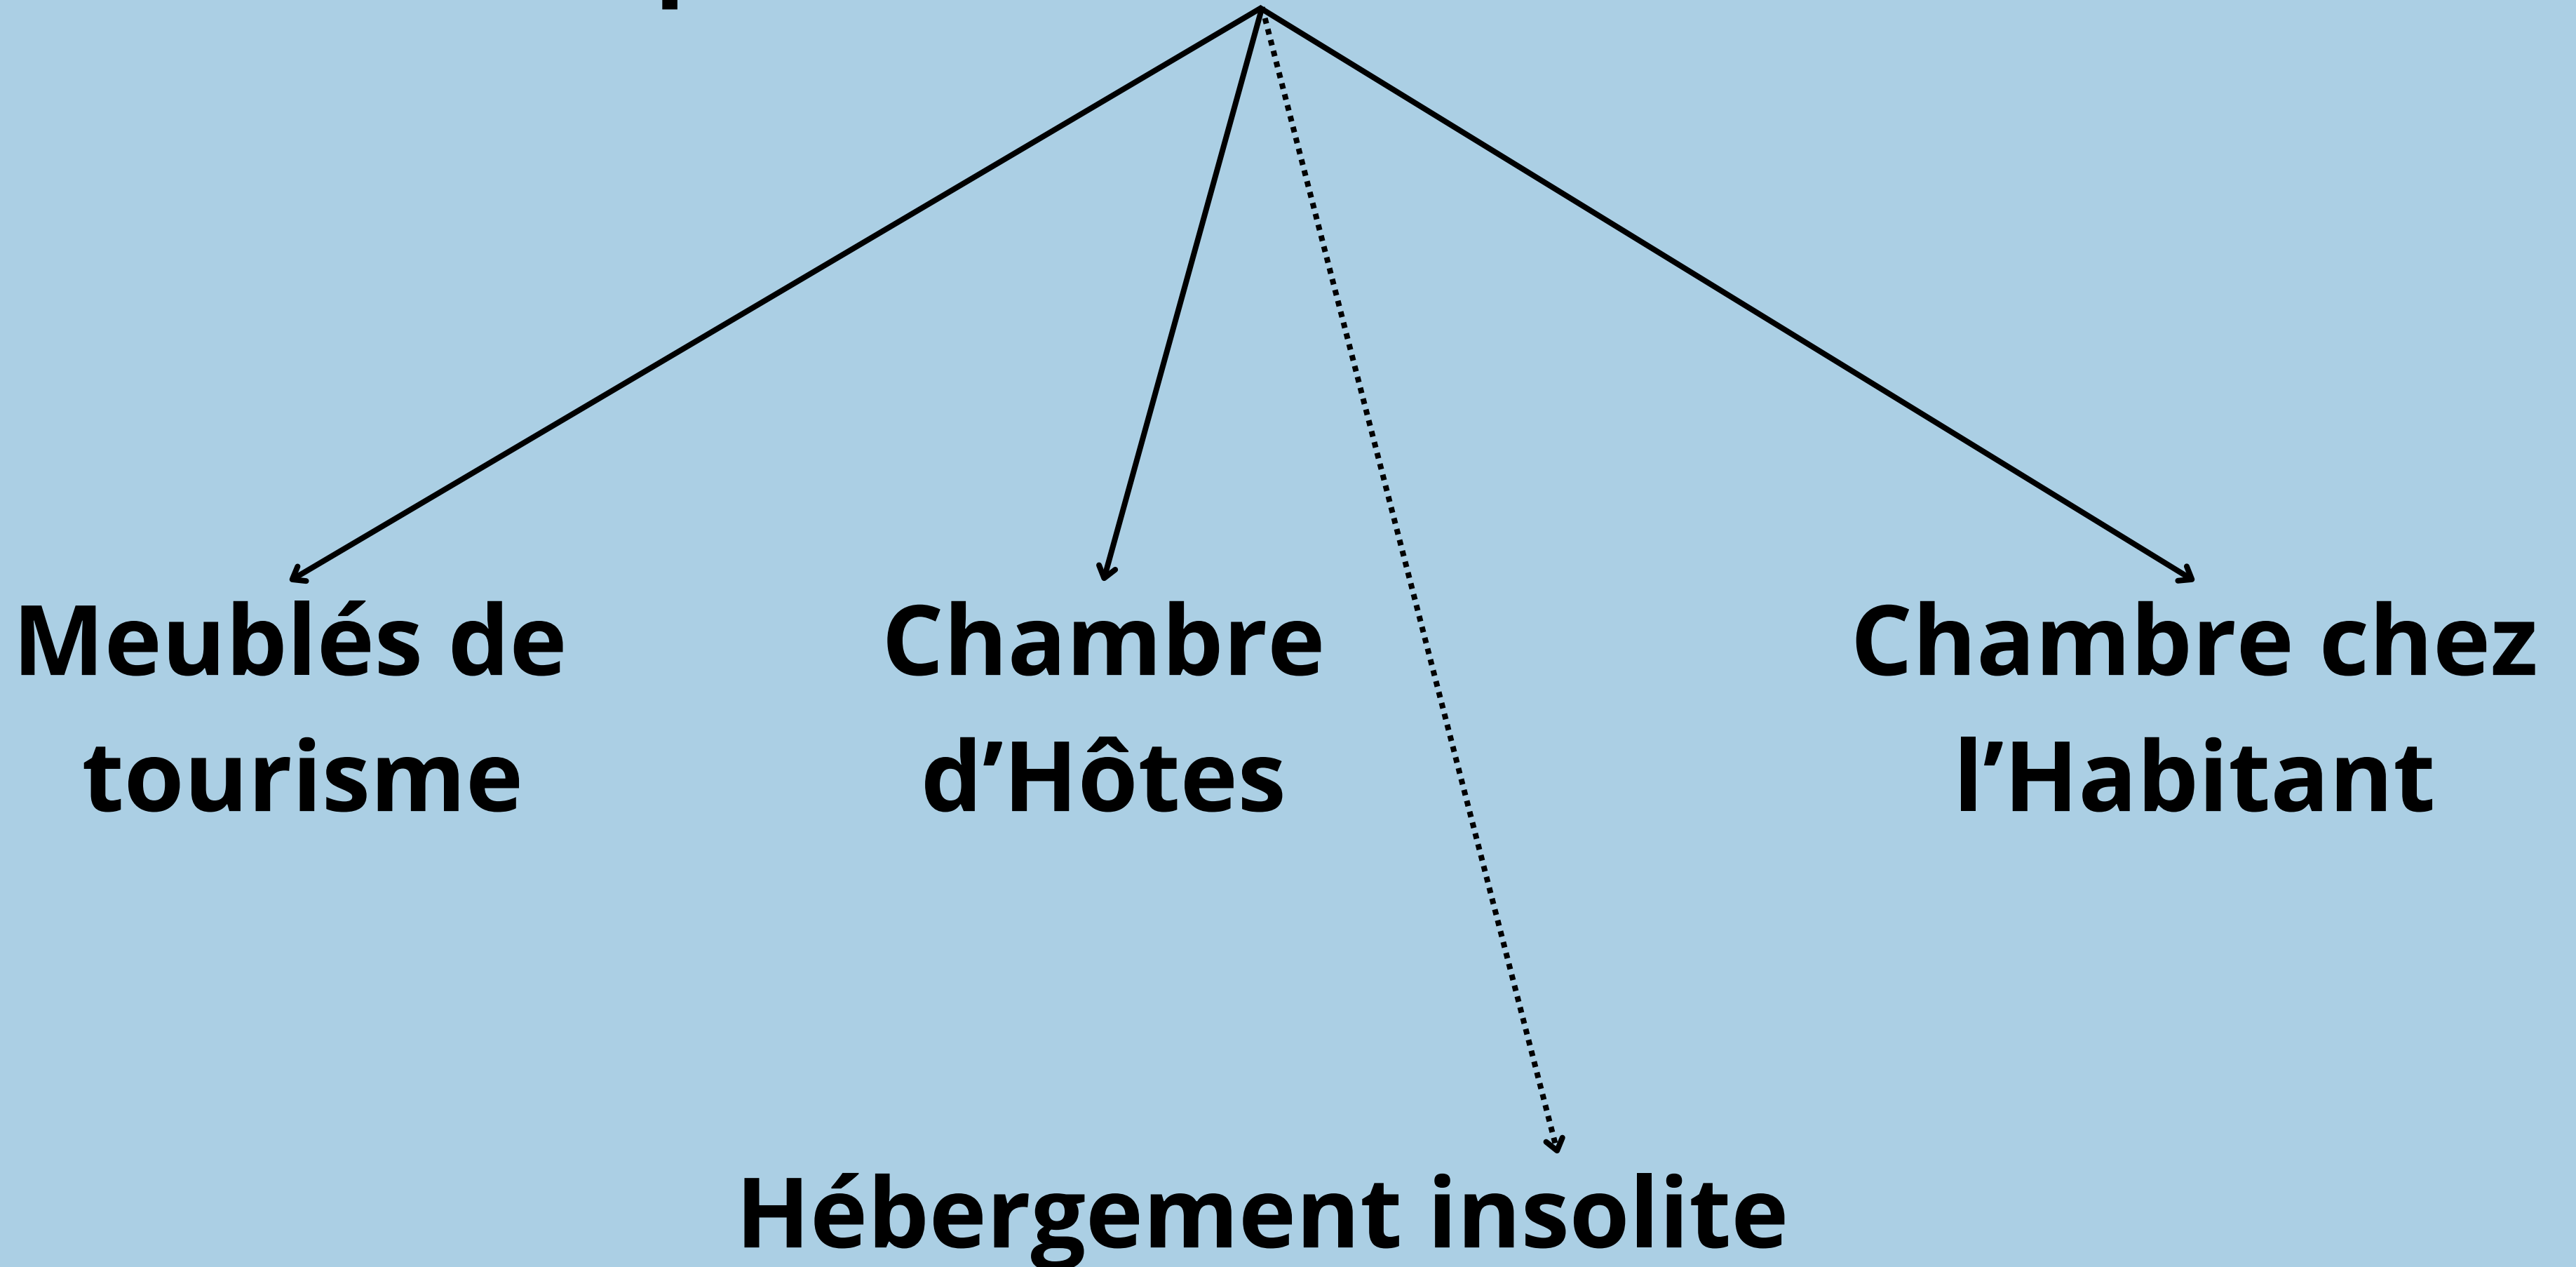 Meublés de
tourisme
Chambre
d’Hôtes
Chambre chez
l’Habitant
Hébergement insolite